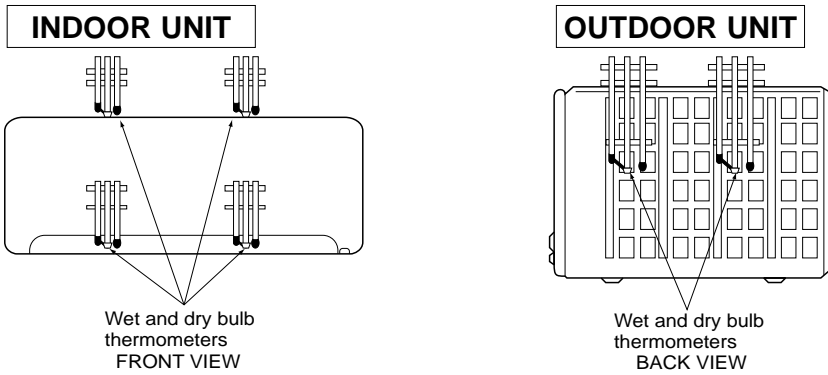 INDOOR UNIT
Wet and dry bulb
thermometers
FRONT VIEW
OUTDOOR UNIT
Wet and dry bulb
thermometers
BACK VIEW